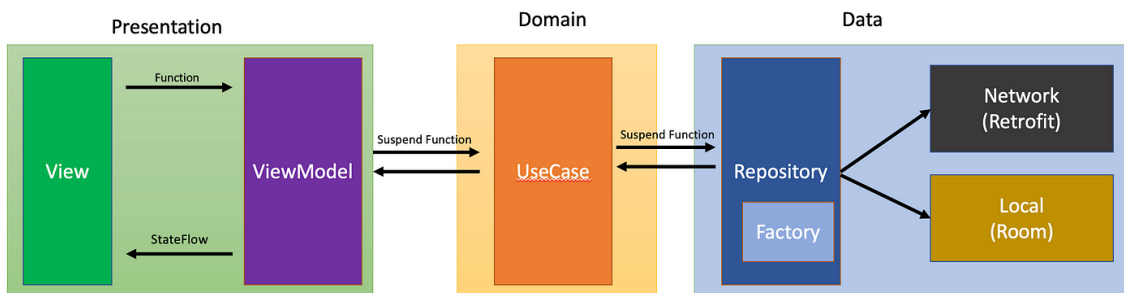 Presentation
Domain
Data
Function
View
ViewModel
StateFlow
Suspend Function
UseCase
Suspend Function
Repository
Factory
Network
(Retrofit)
Local
(Room)